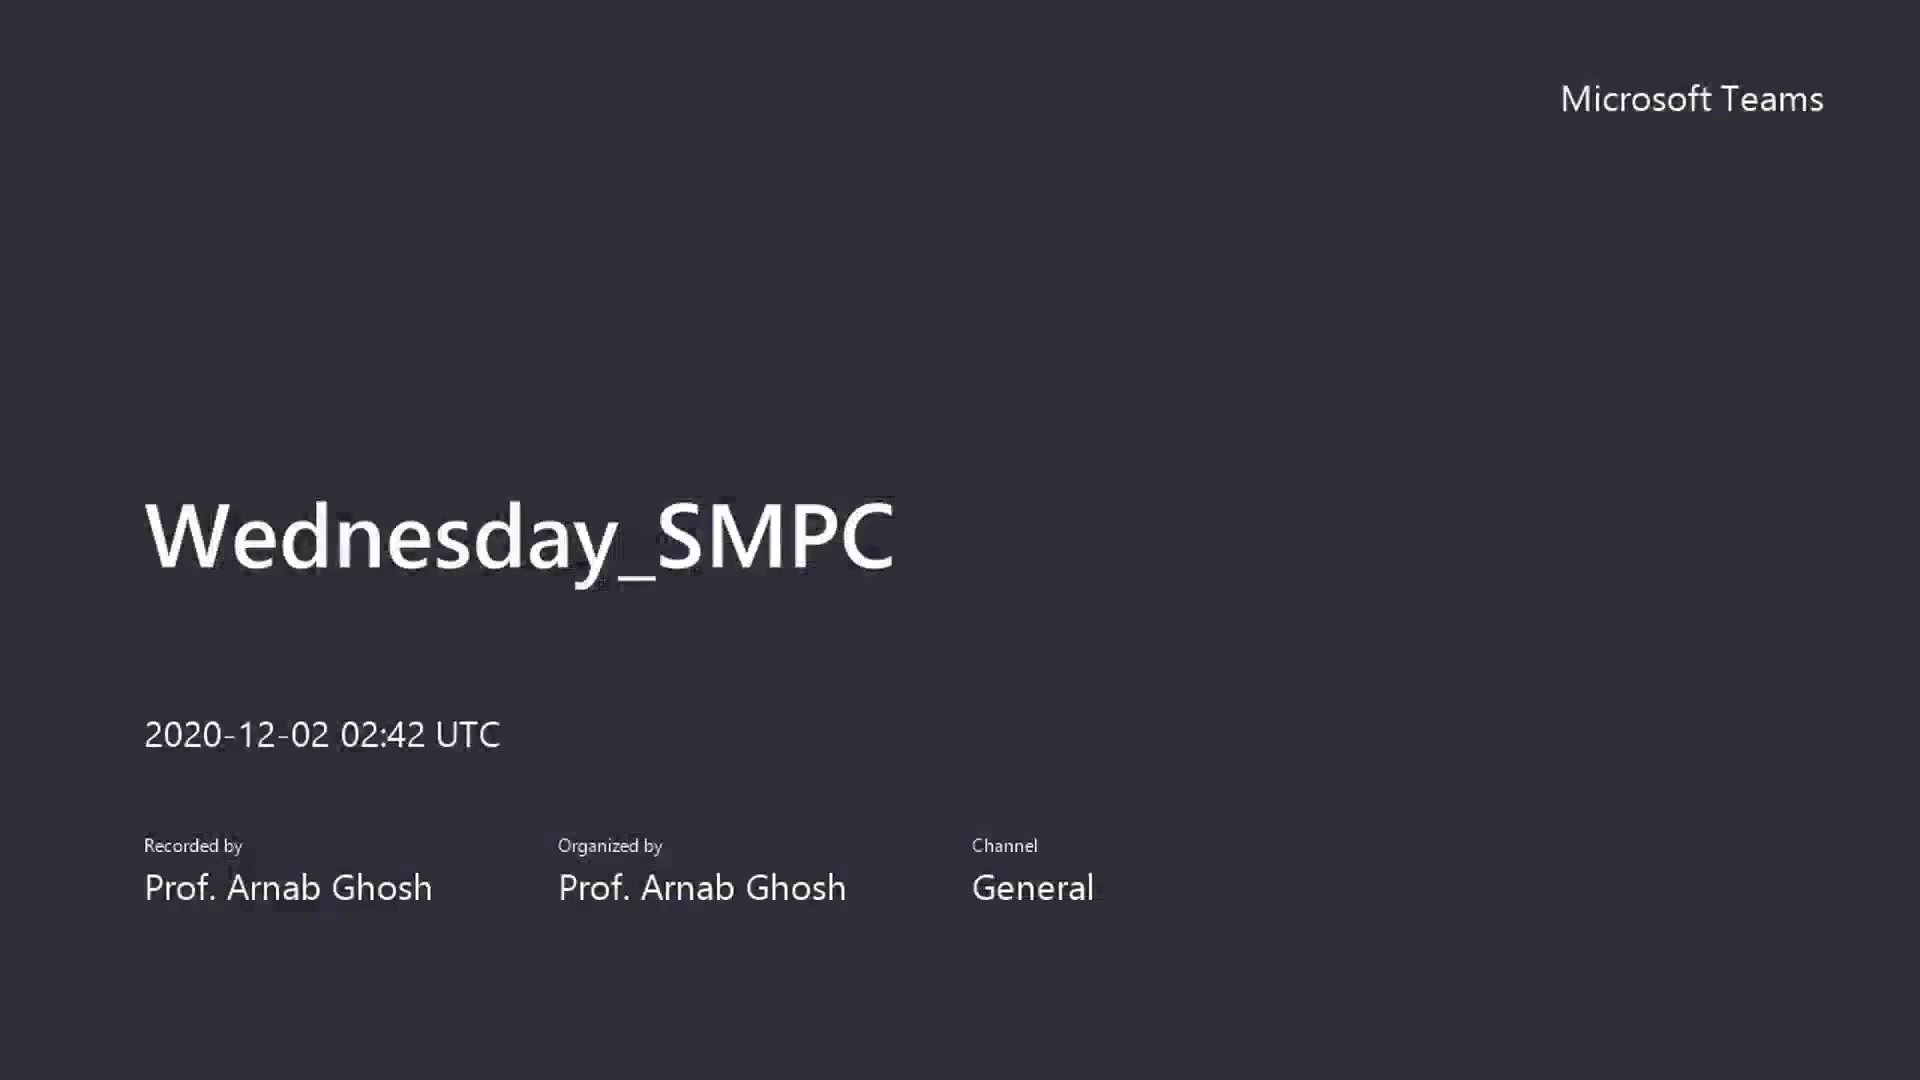 Microsoft Teams
Wednesday_SMPC
2020-12-02 02:42 UTC
Recorded by
Prof. Arnab Ghosh
Organized by
Prof. Arnab Ghosh
Channel
General